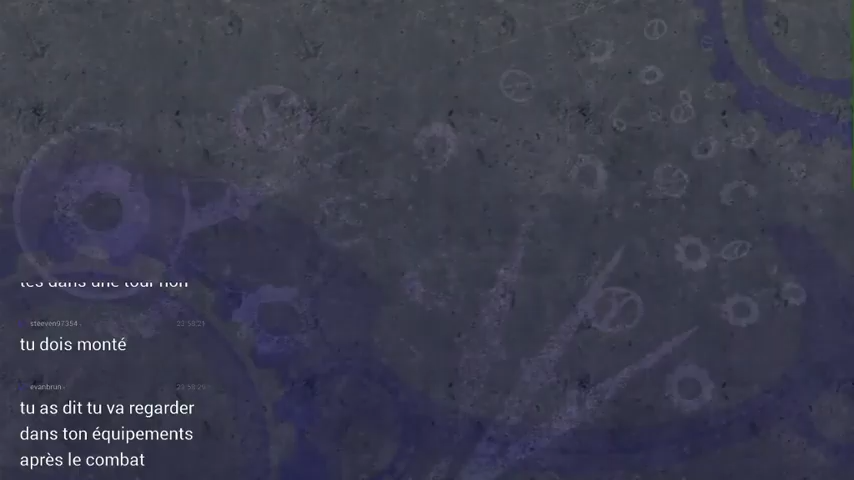 tes dans une tour non
steeven97354
tu dois monté
evanbrun
tu as dit tu va regarder
dans ton équipements
après le combat